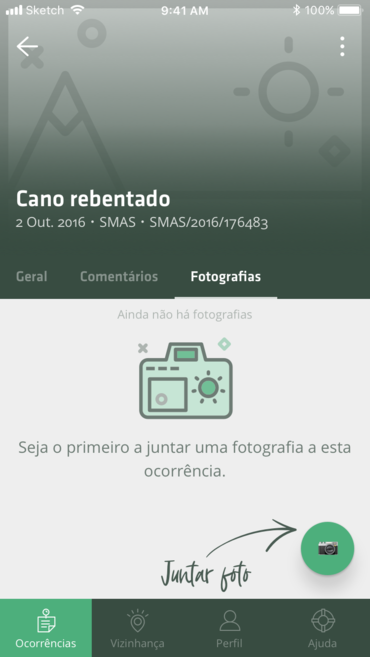 Sketch 9:41 AM 100%
Cano rebentado
2 Out. 2016 • SMAS • SMAS/2016/176483
Geral Comentários Fotografias
Ainda não há fotografias
Seja o primeiro a juntar uma fotografia a esta
ocorrência.
Juntar foto
Ocorrências Vizinhança Perfil Ajuda